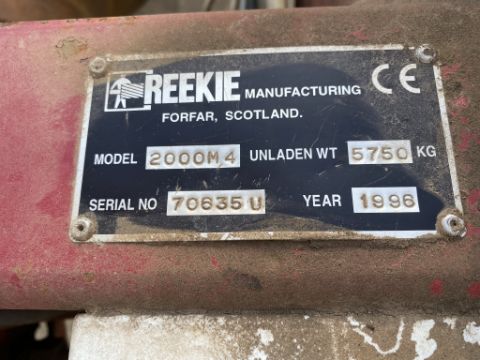 REEKIE MANUFACTURING CE
FORFAR, SCOTLAND.
MODEL 2000M4 UNLADEN WT 5750 KG
SERIAL NO 70635U YEAR 1996